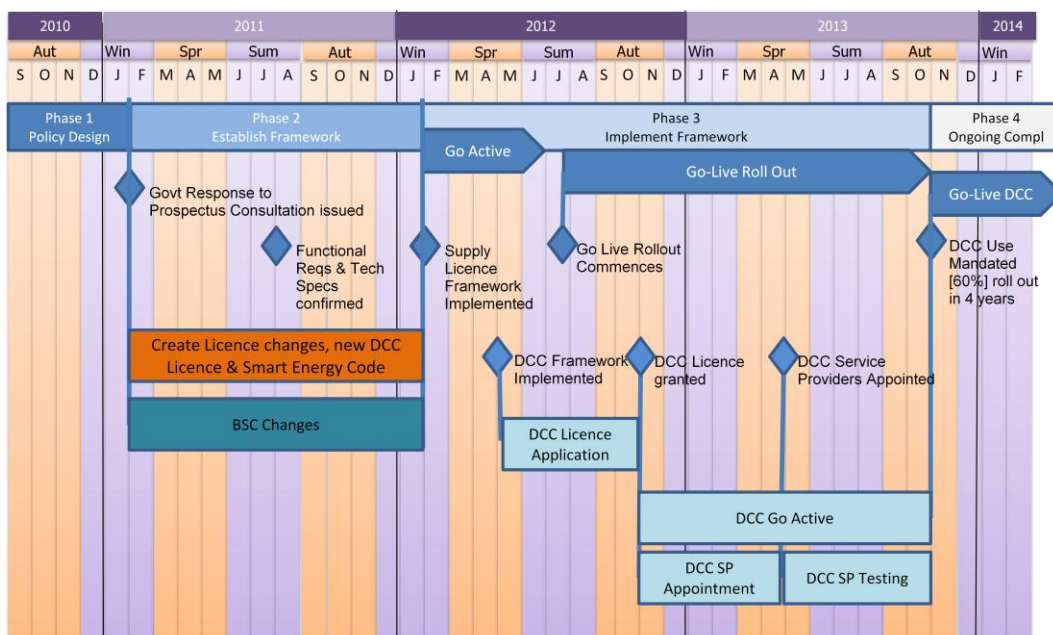 2010 2011 2012 2013 2014
Aut Win Spr Sum Aut Win Spr Sum Aut Win Spr Sum Aut Win
S O N D J F M A M J J A S O N D J F M A M J J A S O D J F M A M J J A S O N D J F
Phase 1
Policy Design
Phase 2
Establish Framework
Phase 3
Implement Framework
Phase 4
Ongoing Compl
Go Active
Go-Live Roll Out
Go-Live DCC
Govt Response to
Prospectus Consultation issued
Functional
Reqs & Tech
Specs
confirmed
Supply
Licence
Framework
Implemented
Go Live Rollout
Commences
DCC Use
Mandated
[60%] roll out
in 4 years
Create Licence changes, new DCC
Licence & Smart Energy Code
DCC Framework
Implemented
DCC Licence
granted
DCC Service
Providers Appointed
BSC Changes
DCC Licence
Application
DCC Go Active
DCC SP
Appointment
DCC SP Testing